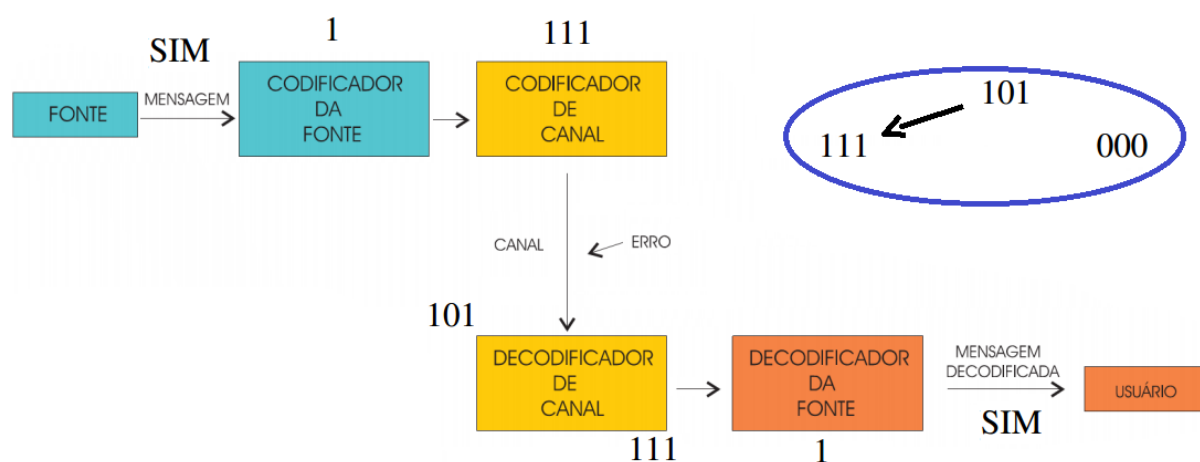 1
111
SIM
101
FONTE
MENSAGEM
CODIFICADOR
DA
FONTE
CODIFICADOR
DE
CANAL
111
000
CANAL
ERRO
101
DECODIFICADOR
DE
CANAL
DECODIFICADOR
DA
FONTE
MENSAGEM
DECODIFICADA
USUÁRIO
SIM
111
1